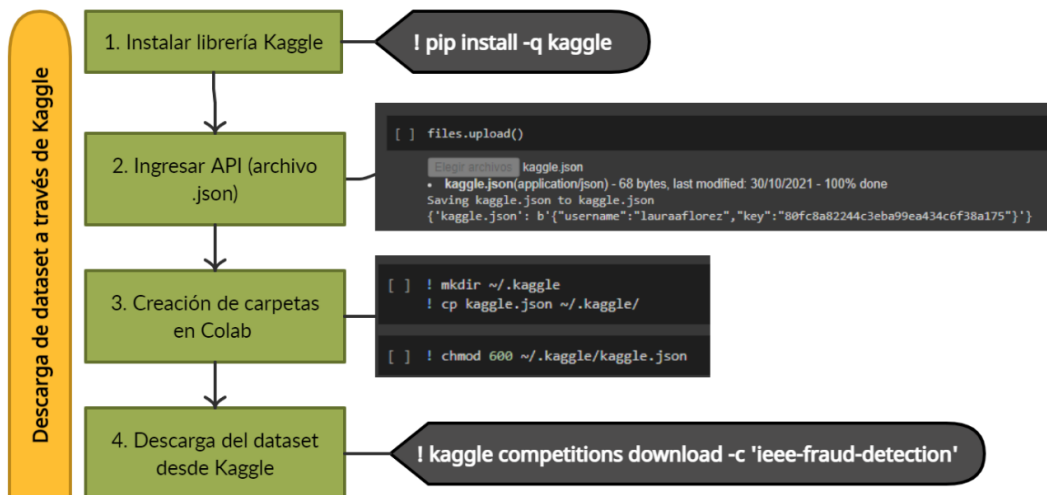 Descarga de dataset a través de Kaggle
1. Instalar librería Kaggle
! pip install -q kaggle
2. Ingresar API (archivo
.json)
[ ] files.upload()
Elegir archivos kaggle.json
• kaggle.json(application/json) - 68 bytes, last modified: 30/10/2021 - 100% done
Saving kaggle.json to kaggle.json
{'kaggle.json': b'{"username":"lauraaflorez","key":"80fc8a82244c3eba99ea434c6f38a175"}'}
3. Creación de carpetas
en Colab
[ ] ! mkdir ~/.kaggle
! cp kaggle.json ~/.kaggle/
[ ] ! chmod 600 ~/.kaggle/kaggle.json
4. Descarga del dataset
desde Kaggle
! kaggle competitions download -c 'ieee-fraud-detection'